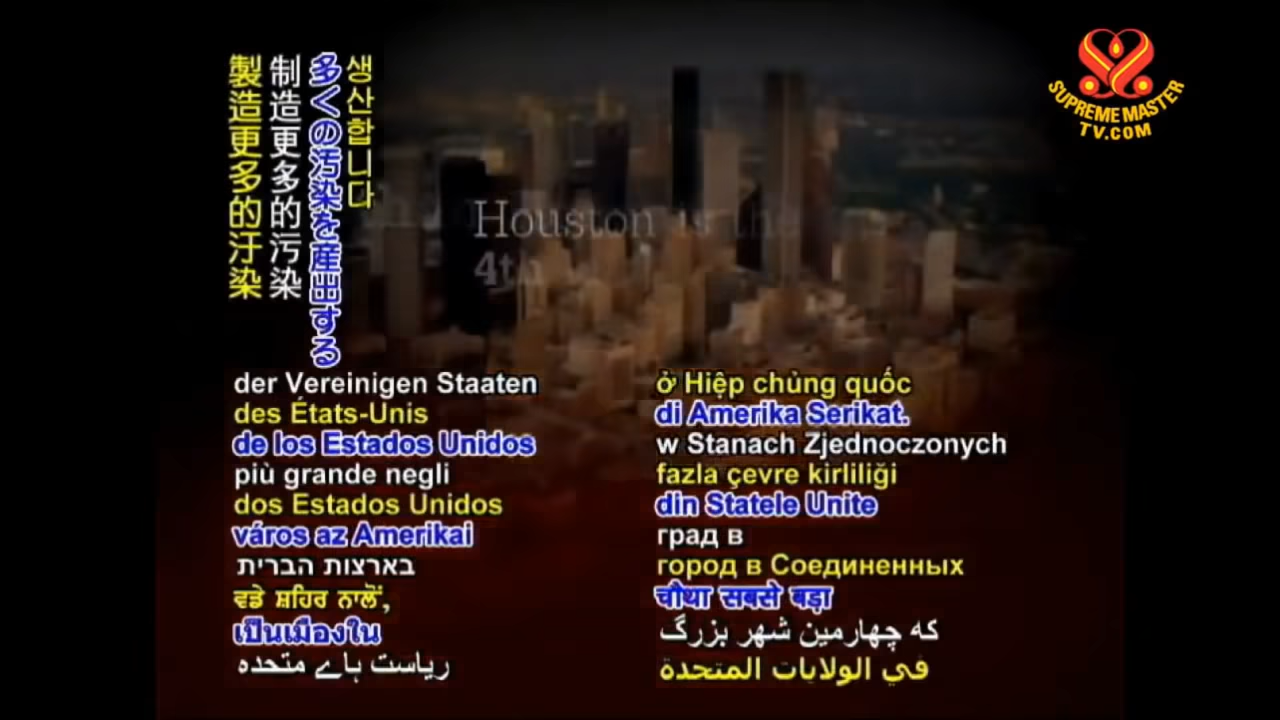 製造更多的汙染
制造更多的污染
多くの汚染を産出する
생산합니다
SUPREME MASTER
TV.COM
Houston is the
4th
der Vereinigen Staaten
des États-Unis
de los Estados Unidos
più grande negli
dos Estados Unidos
város az Amerikai
בארצות הברית
ਵਡੇ ਸ਼ਹਿਰ ਨਾਲੋਂ,
เป็นเมืองใน
ریاست ہاے متحدہ
ở Hiệp chủng quốc
di Amerika Serikat.
w Stanach Zjednoczonych
fazla çevre kirliliği
din Statele Unite
град в
город в Соединенных
चौथा सबसे बड़ा
که چهارمین شهر بزرگ
في الولايات المتحدة